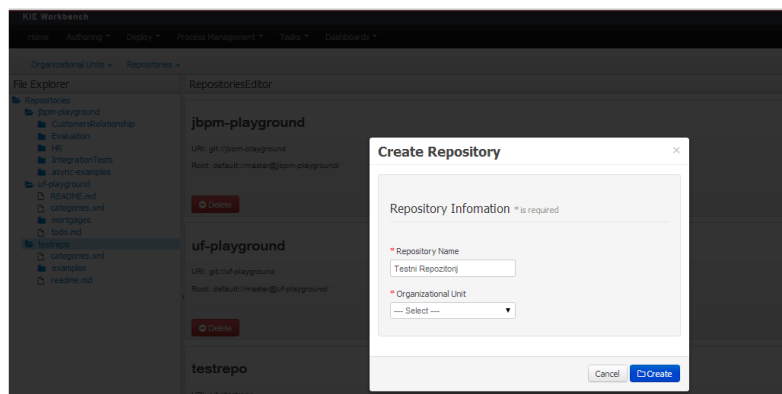 KIE Workbench
Home Authoring Deploy Process Management Tasks Dashboards
Organizational Units Repositories
File Explorer
Repositories
jbpm-playground
CustomersRelationship
Evaluation
HR
IntegrationTests
async-examples
uf-playground
README.md
categories.xml
mortgages
todo.md
testrepo
categories.xml
examples
readme.md
RepositoriesEditor
jbpm-playground
URI: git://jbpm-playground
Root: default://master@jbpm-playground/
Delete
uf-playground
URI: git://uf-playground
Root: default://master@uf-playground/
Delete
testrepo
Create Repository ×
Repository Infomation * is required
* Repository Name
Testni Repozitorij
* Organizational Unit
--- Select ---
Cancel Create